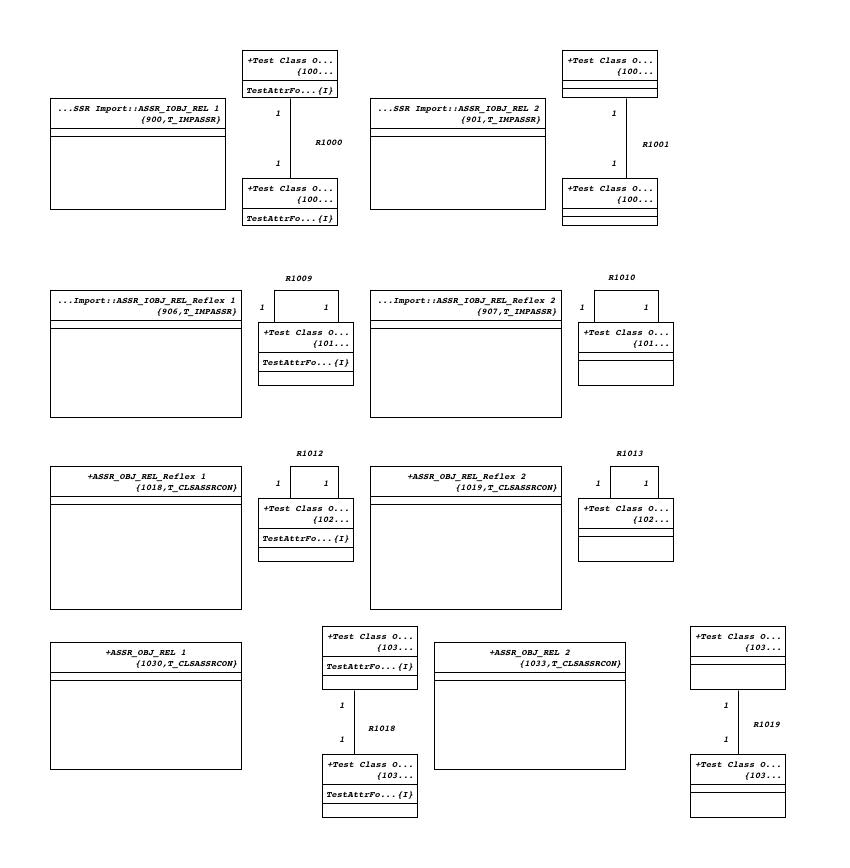 +Test Class O...
{100...
TestAttrFo...{I}
...SSR Import::ASSR_IOBJ_REL 1
{900,T_IMPASSR}
1
R1000
1
+Test Class O...
{100...
TestAttrFo...{I}
+Test Class O...
{100...
...SSR Import::ASSR_IOBJ_REL 2
{901,T_IMPASSR}
1
R1001
1
+Test Class O...
{100...
R1009
...Import::ASSR_IOBJ_REL_Reflex 1
{906,T_IMPASSR}
1
1
+Test Class O...
{101...
TestAttrFo...{I}
R1010
...Import::ASSR_IOBJ_REL_Reflex 2
{907,T_IMPASSR}
1
1
+Test Class O...
{101...
R1012
+ASSR_OBJ_REL_Reflex 1
{1018,T_CLSASSRCON}
1
1
+Test Class O...
{102...
TestAttrFo...{I}
R1013
+ASSR_OBJ_REL_Reflex 2
{1019,T_CLSASSRCON}
1
1
+Test Class O...
{102...
+ASSR_OBJ_REL 1
{1030,T_CLSASSRCON}
+Test Class O...
{103...
TestAttrFo...{I}
1
R1018
1
+Test Class O...
{103...
TestAttrFo...{I}
+ASSR_OBJ_REL 2
{1033,T_CLSASSRCON}
+Test Class O...
{103...
1
R1019
1
+Test Class O...
{103...